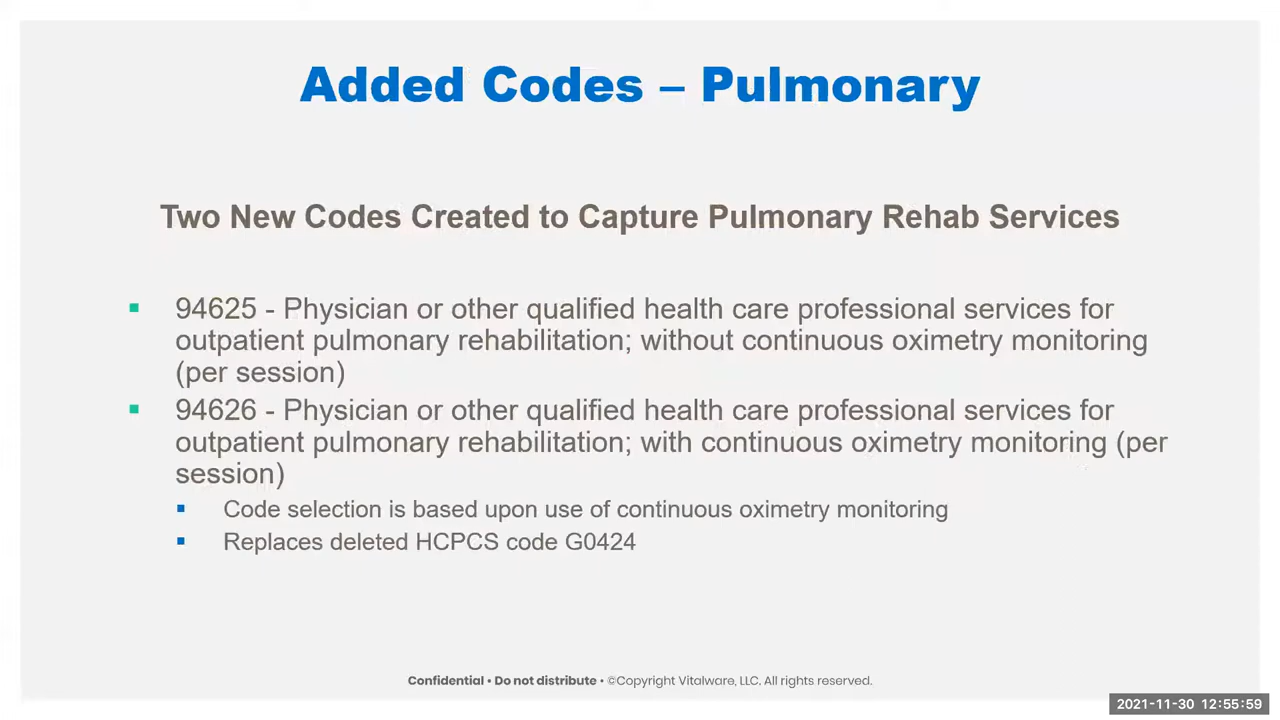 Added Codes – Pulmonary
Two New Codes Created to Capture Pulmonary Rehab Services
▪ 94625 - Physician or other qualified health care professional services for
outpatient pulmonary rehabilitation; without continuous oximetry monitoring
(per session)
▪ 94626 - Physician or other qualified health care professional services for
outpatient pulmonary rehabilitation; with continuous oximetry monitoring (per
session)
▪ Code selection is based upon use of continuous oximetry monitoring
▪ Replaces deleted HCPCS code G0424
Confidential • Do not distribute • ©Copyright Vitalware, LLC. All rights reserved.
2021-11-30 12:55:59